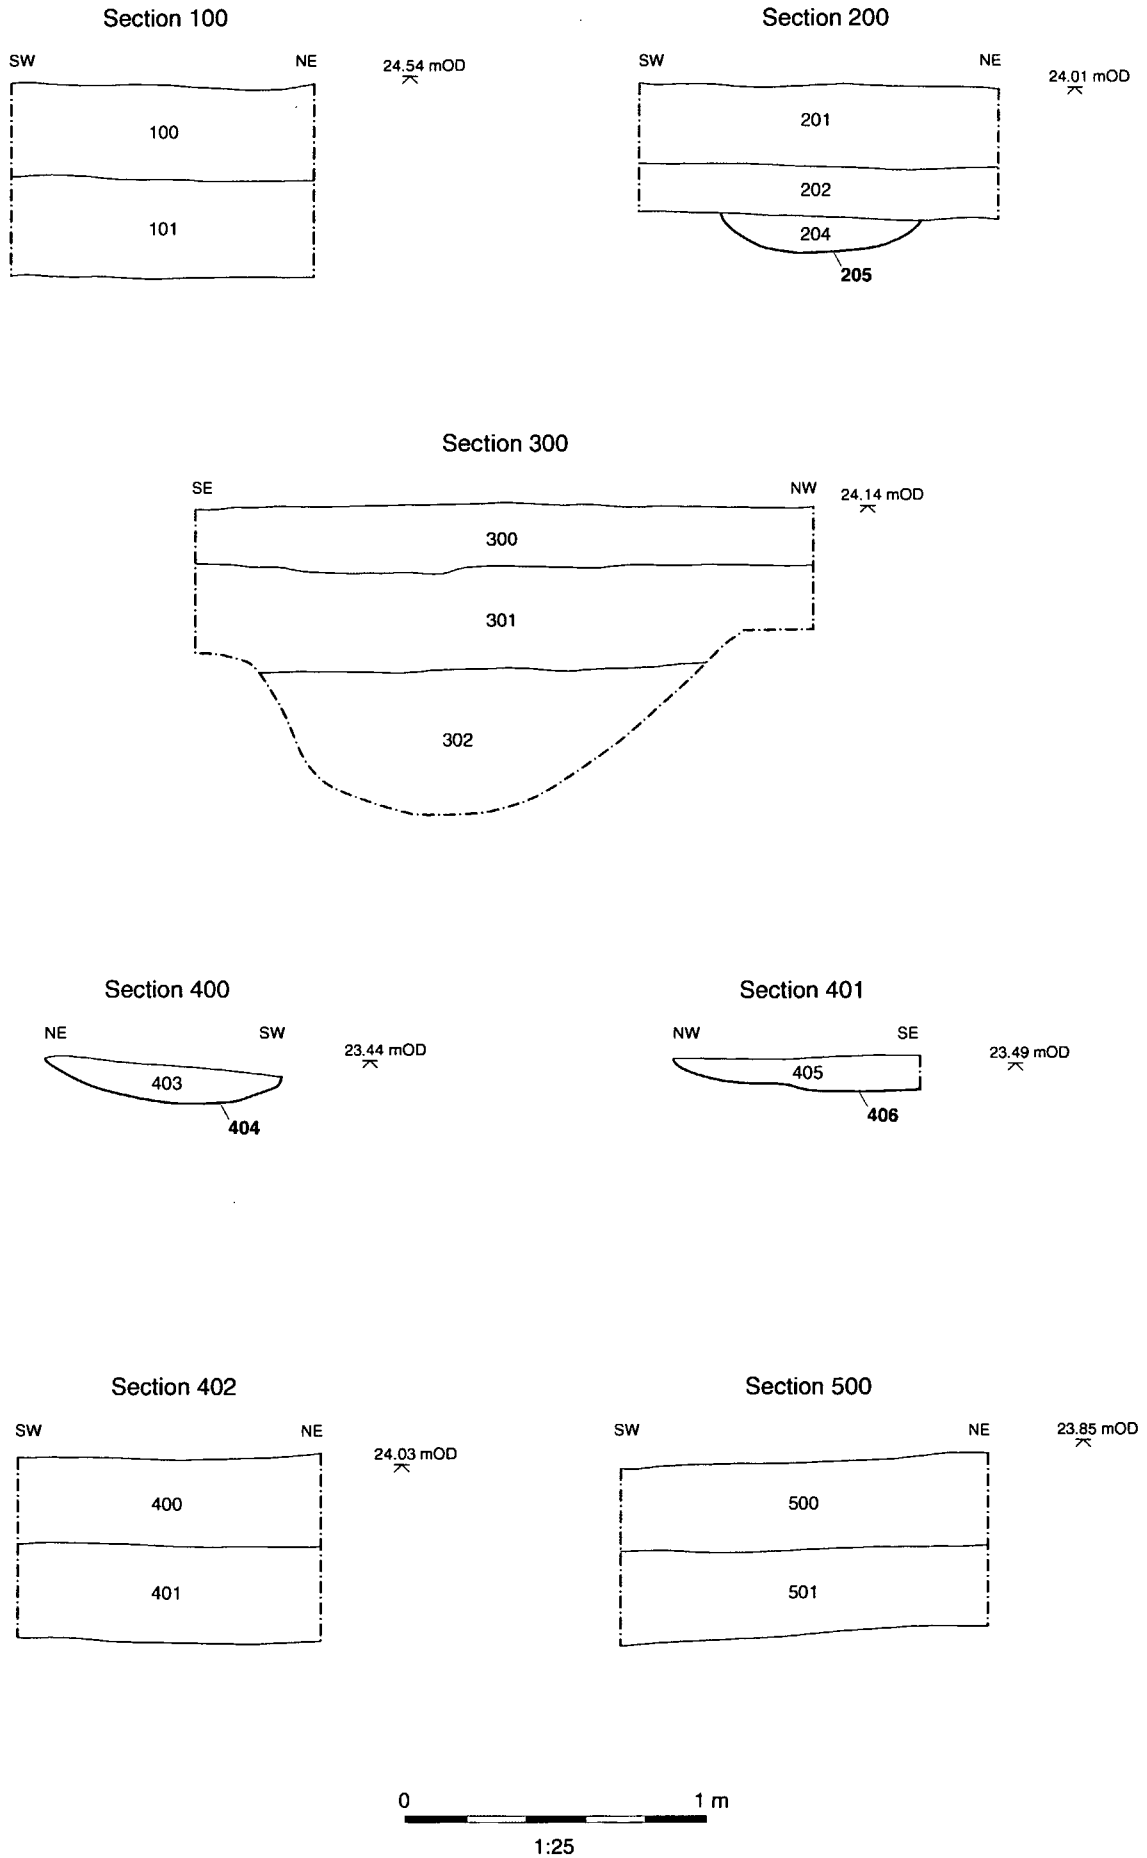 Section 100
SW NE 24.54 mOD
100
101
Section 200
SW NE 24.01 mOD
201
202
204
205
Section 300
SE NW 24.14 mOD
300
301
302
Section 400
NE SW 23.44 mOD
403
404
Section 401
NW SE 23.49 mOD
405
406
Section 402
SW NE 24.03 mOD
400
401
Section 500
SW NE 23.85 mOD
500
501
0 1 m
1:25